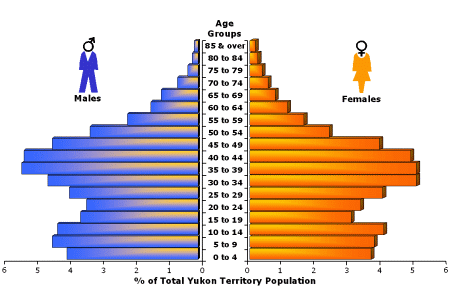 Age
Groups
85 & over
80 to 84
75 to 79
70 to 74
65 to 69
60 to 64
55 to 59
50 to 54
45 to 49
40 to 44
35 to 39
30 to 34
25 to 29
20 to 24
15 to 19
10 to 14
5 to 9
0 to 4
Males
Females
6 5 4 3 2 1 0 0 1 2 3 4 5 6
% of Total Yukon Territory Population